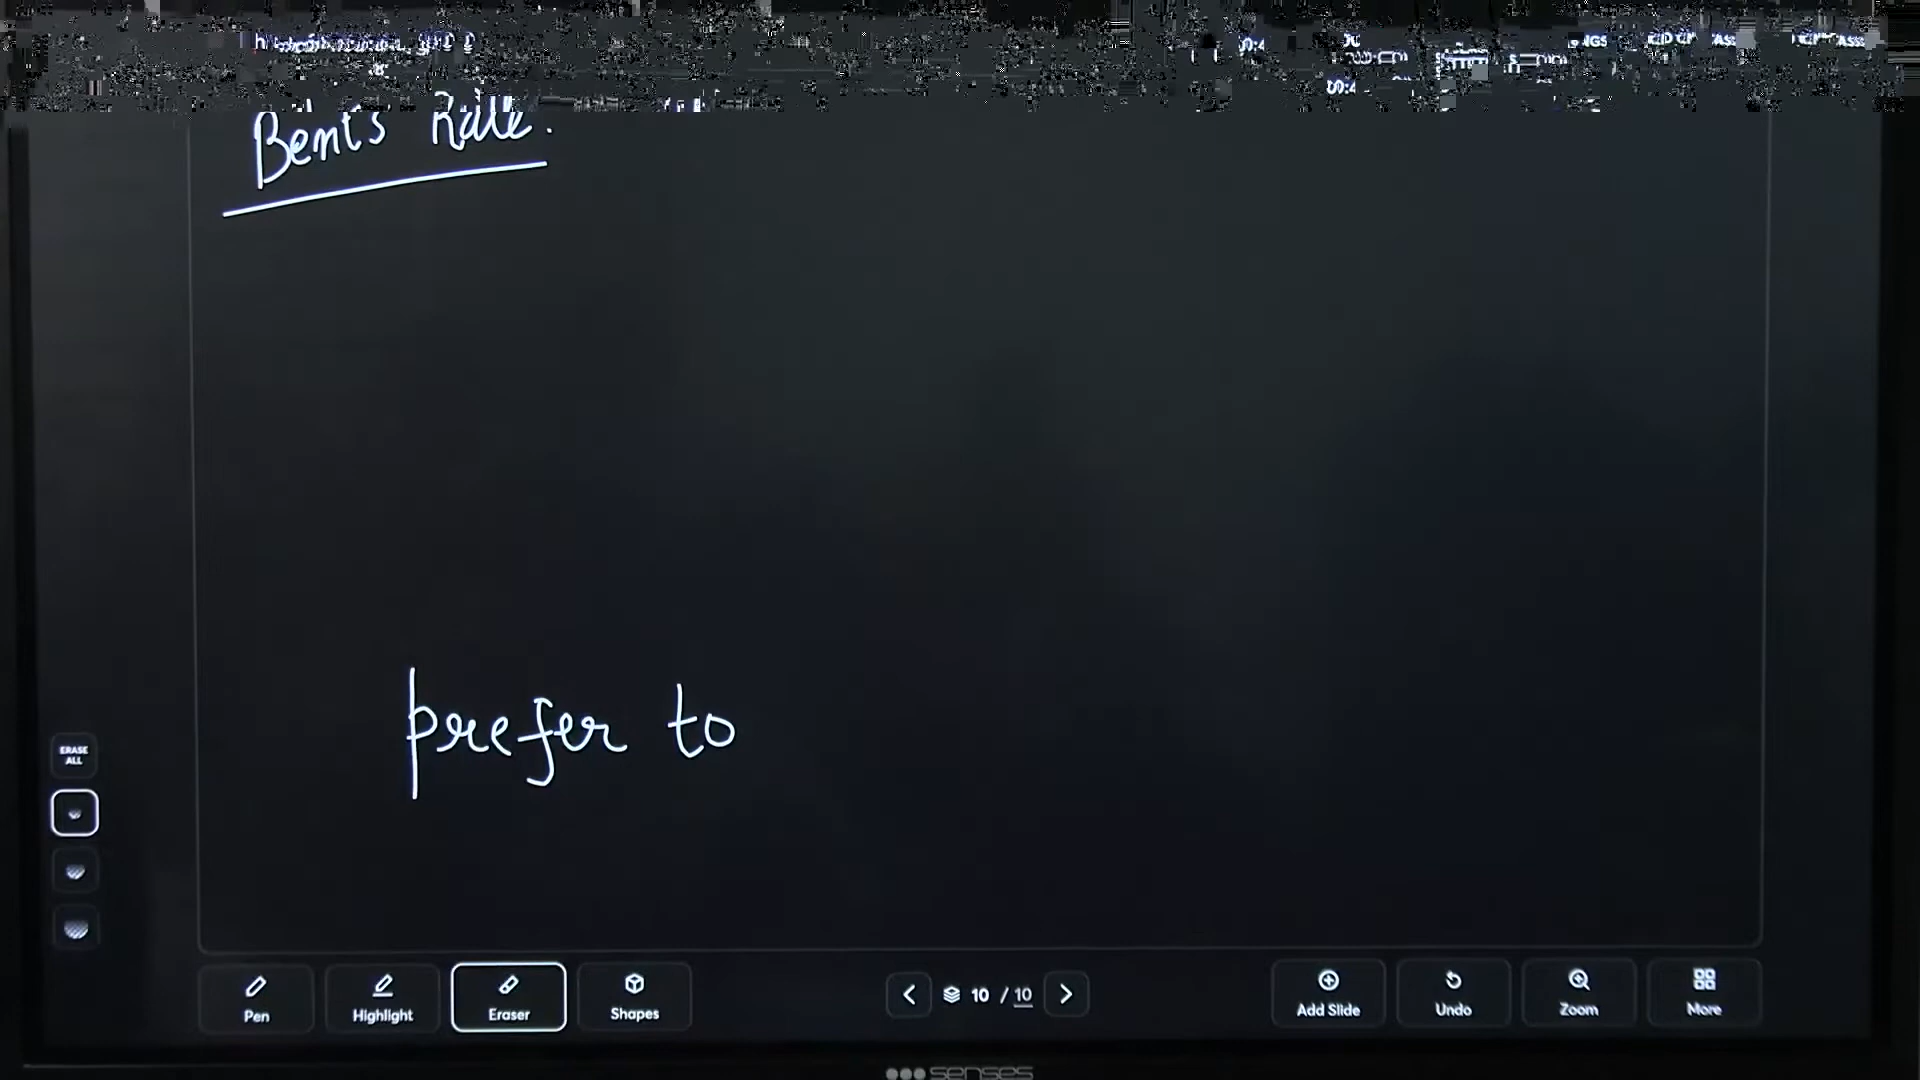 Bent's Rule.
prefer to
ERASE
ALL
Pen
Highlight
Eraser
Shapes
10 / 10
Add Slide
Undo
Zoom
More
senses